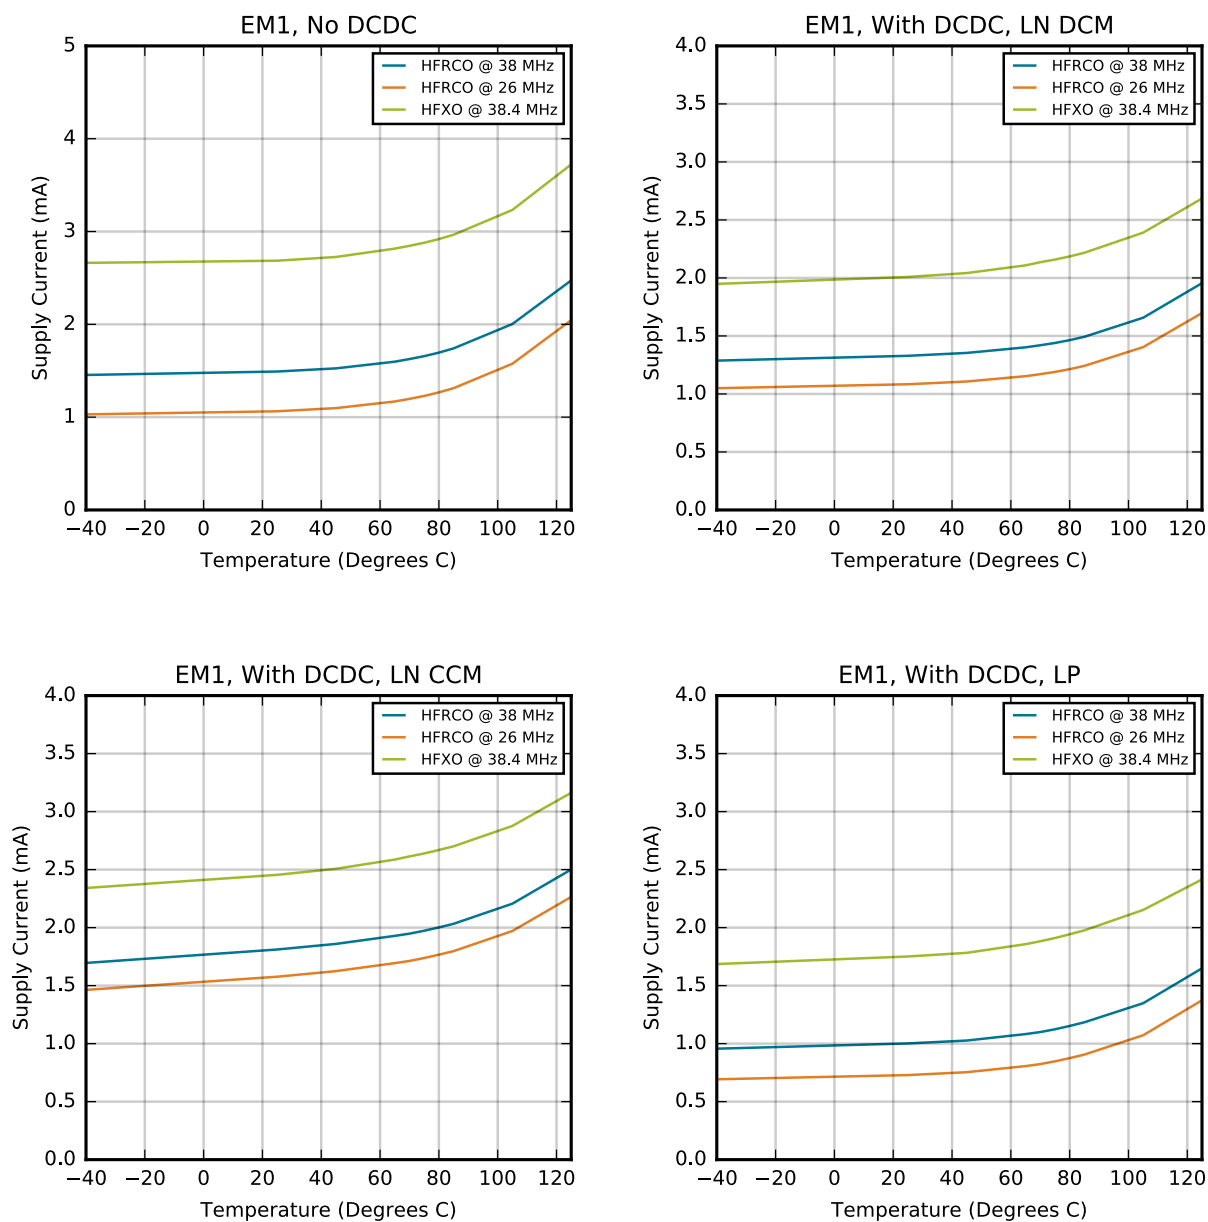 EM1, No DCDC
5
4
3
2
1
0
Supply Current (mA)
HFRCO @ 38 MHz
HFRCO @ 26 MHz
HFXO @ 38.4 MHz
−40 −20 0 20 40 60 80 100 120
Temperature (Degrees C)
EM1, With DCDC, LN DCM
4.0
3.5
3.0
2.5
2.0
1.5
1.0
0.5
0.0
Supply Current (mA)
HFRCO @ 38 MHz
HFRCO @ 26 MHz
HFXO @ 38.4 MHz
−40 −20 0 20 40 60 80 100 120
Temperature (Degrees C)
EM1, With DCDC, LN CCM
4.0
3.5
3.0
2.5
2.0
1.5
1.0
0.5
0.0
Supply Current (mA)
HFRCO @ 38 MHz
HFRCO @ 26 MHz
HFXO @ 38.4 MHz
−40 −20 0 20 40 60 80 100 120
Temperature (Degrees C)
EM1, With DCDC, LP
4.0
3.5
3.0
2.5
2.0
1.5
1.0
0.5
0.0
Supply Current (mA)
HFRCO @ 38 MHz
HFRCO @ 26 MHz
HFXO @ 38.4 MHz
−40 −20 0 20 40 60 80 100 120
Temperature (Degrees C)